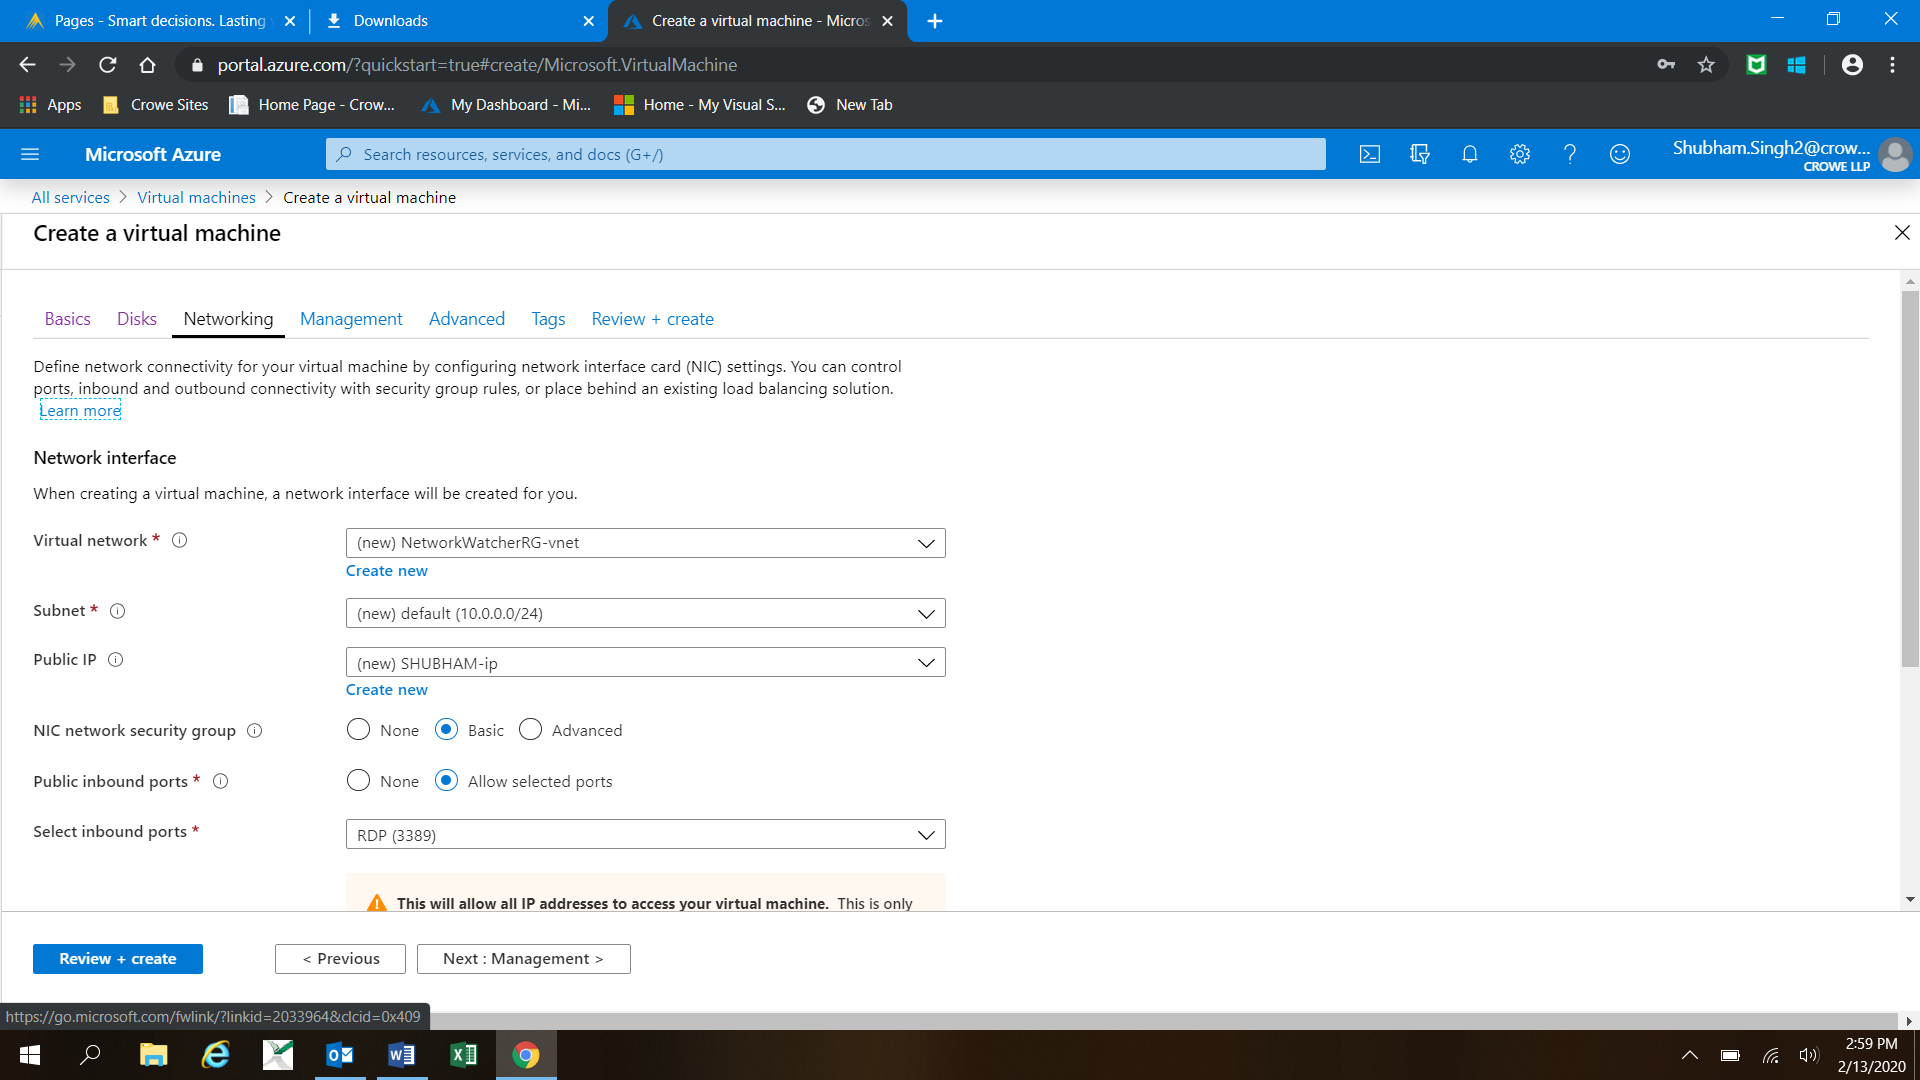 Pages - Smart decisions. Lasting
Downloads
Create a virtual machine - Micros
portal.azure.com/?quickstart=true#create/Microsoft.VirtualMachine
Apps
Crowe Sites
Home Page - Crow...
My Dashboard - Mi...
Home - My Visual S...
New Tab
Microsoft Azure
Search resources, services, and docs (G+/)
Shubham.Singh2@crow...
CROWE LLP
All services > Virtual machines > Create a virtual machine
Create a virtual machine
Basics Disks Networking Management Advanced Tags Review + create
Define network connectivity for your virtual machine by configuring network interface card (NIC) settings. You can control
ports, inbound and outbound connectivity with security group rules, or place behind an existing load balancing solution.
Learn more
Network interface
When creating a virtual machine, a network interface will be created for you.
Virtual network *
(new) NetworkWatcherRG-vnet
Create new
Subnet *
(new) default (10.0.0.0/24)
Public IP
(new) SHUBHAM-ip
Create new
NIC network security group
None Basic Advanced
Public inbound ports *
None Allow selected ports
Select inbound ports *
RDP (3389)
This will allow all IP addresses to access your virtual machine. This is only
Review + create
< Previous
Next : Management >
https://go.microsoft.com/fwlink/?linkid=2033964&clcid=0x409
2:59 PM
2/13/2020